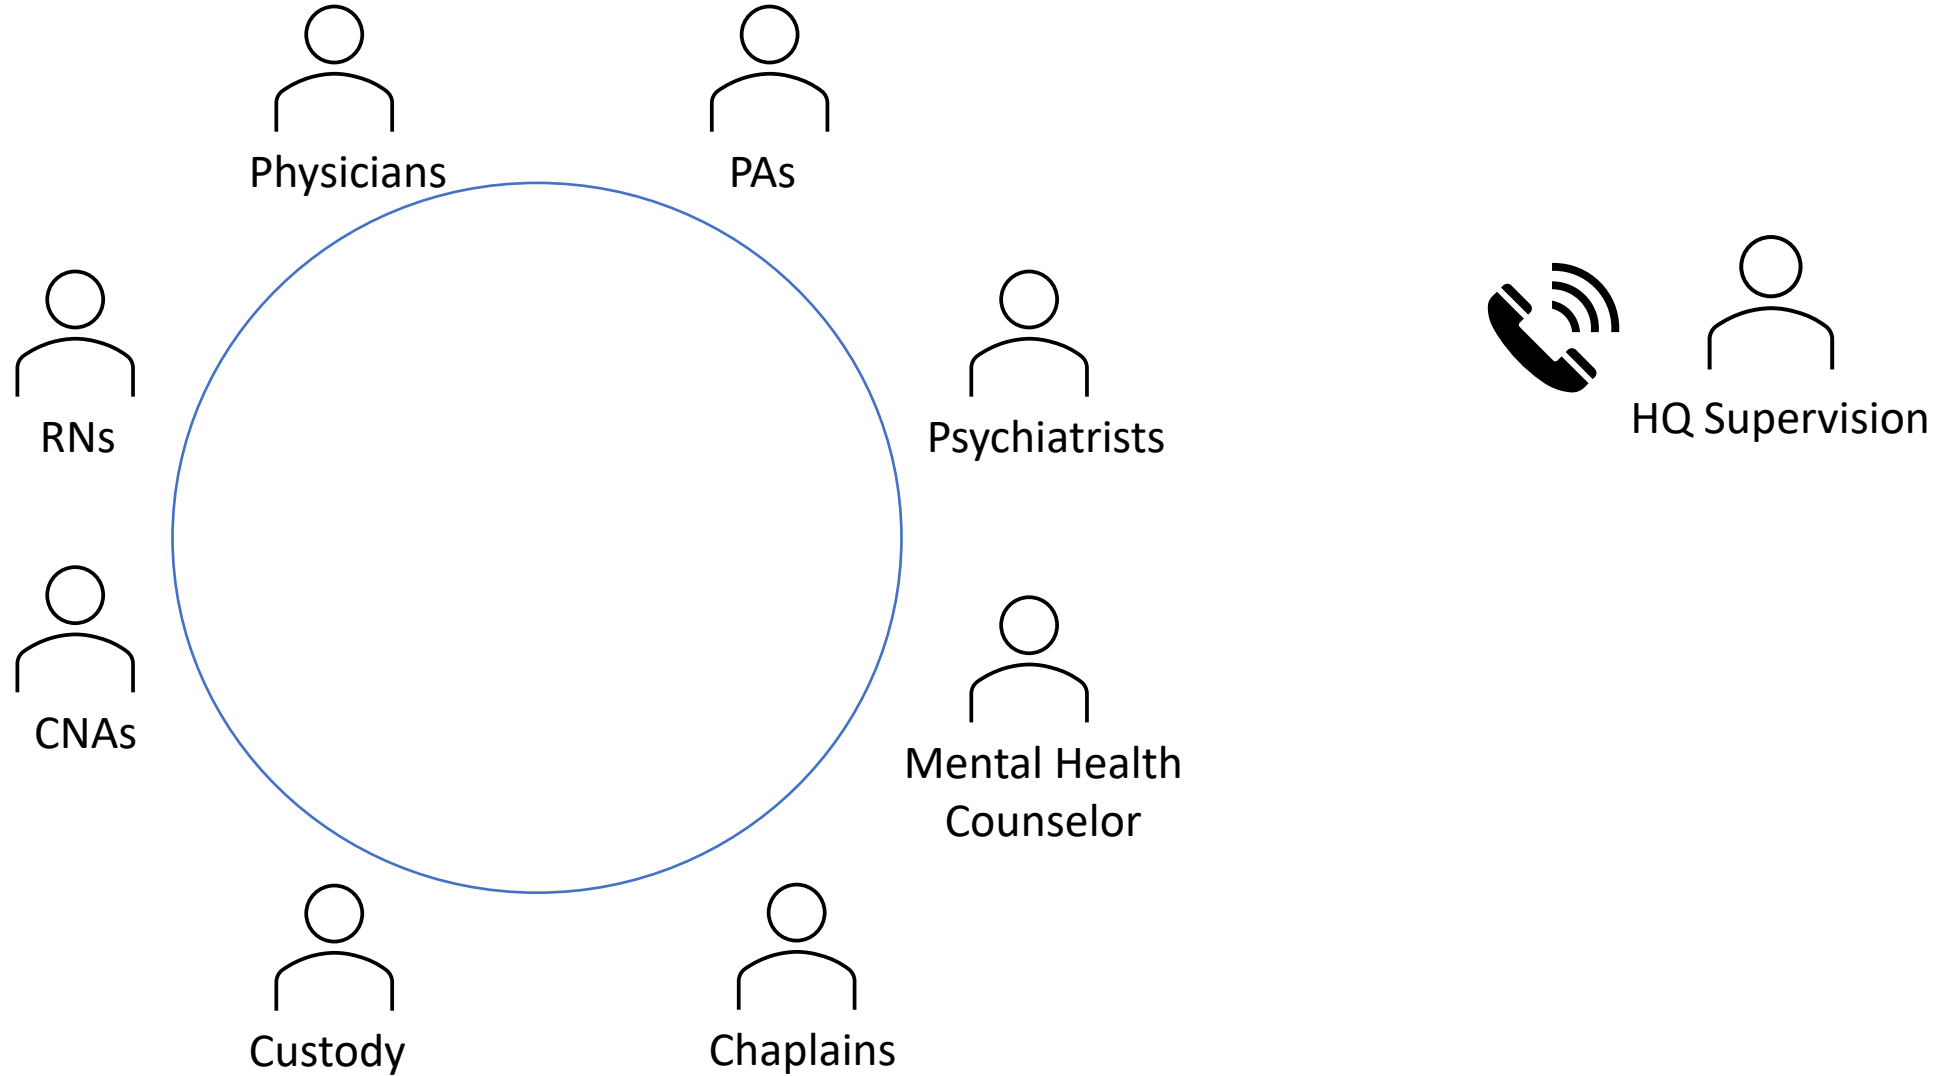 Physicians
PAs
RNs
Psychiatrists
HQ Supervision
CNAs
Mental Health
Counselor
Custody
Chaplains